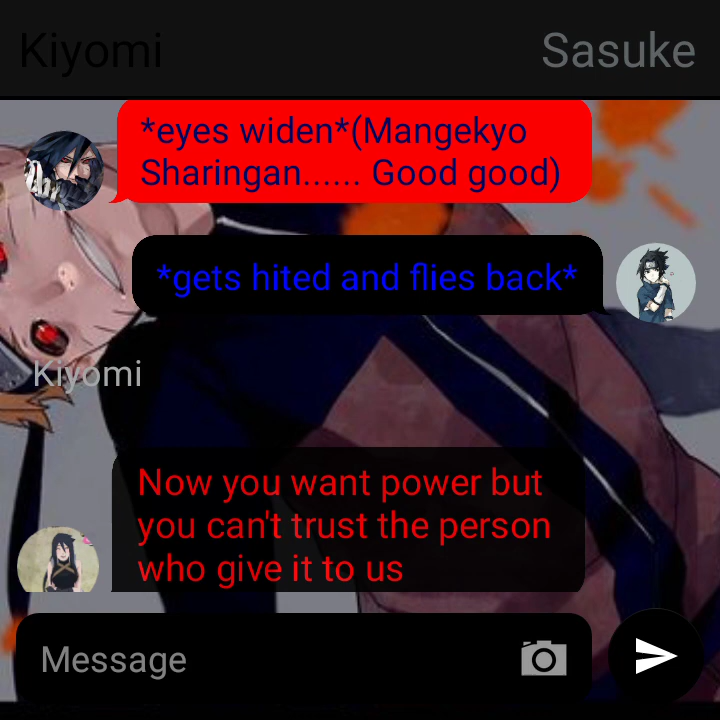 Kiyomi
Sasuke
*eyes widen*(Mangekyo
Sharingan...... Good good)
*gets hited and flies back*
Kiyomi
Now you want power but
you can't trust the person
who give it to us
Message